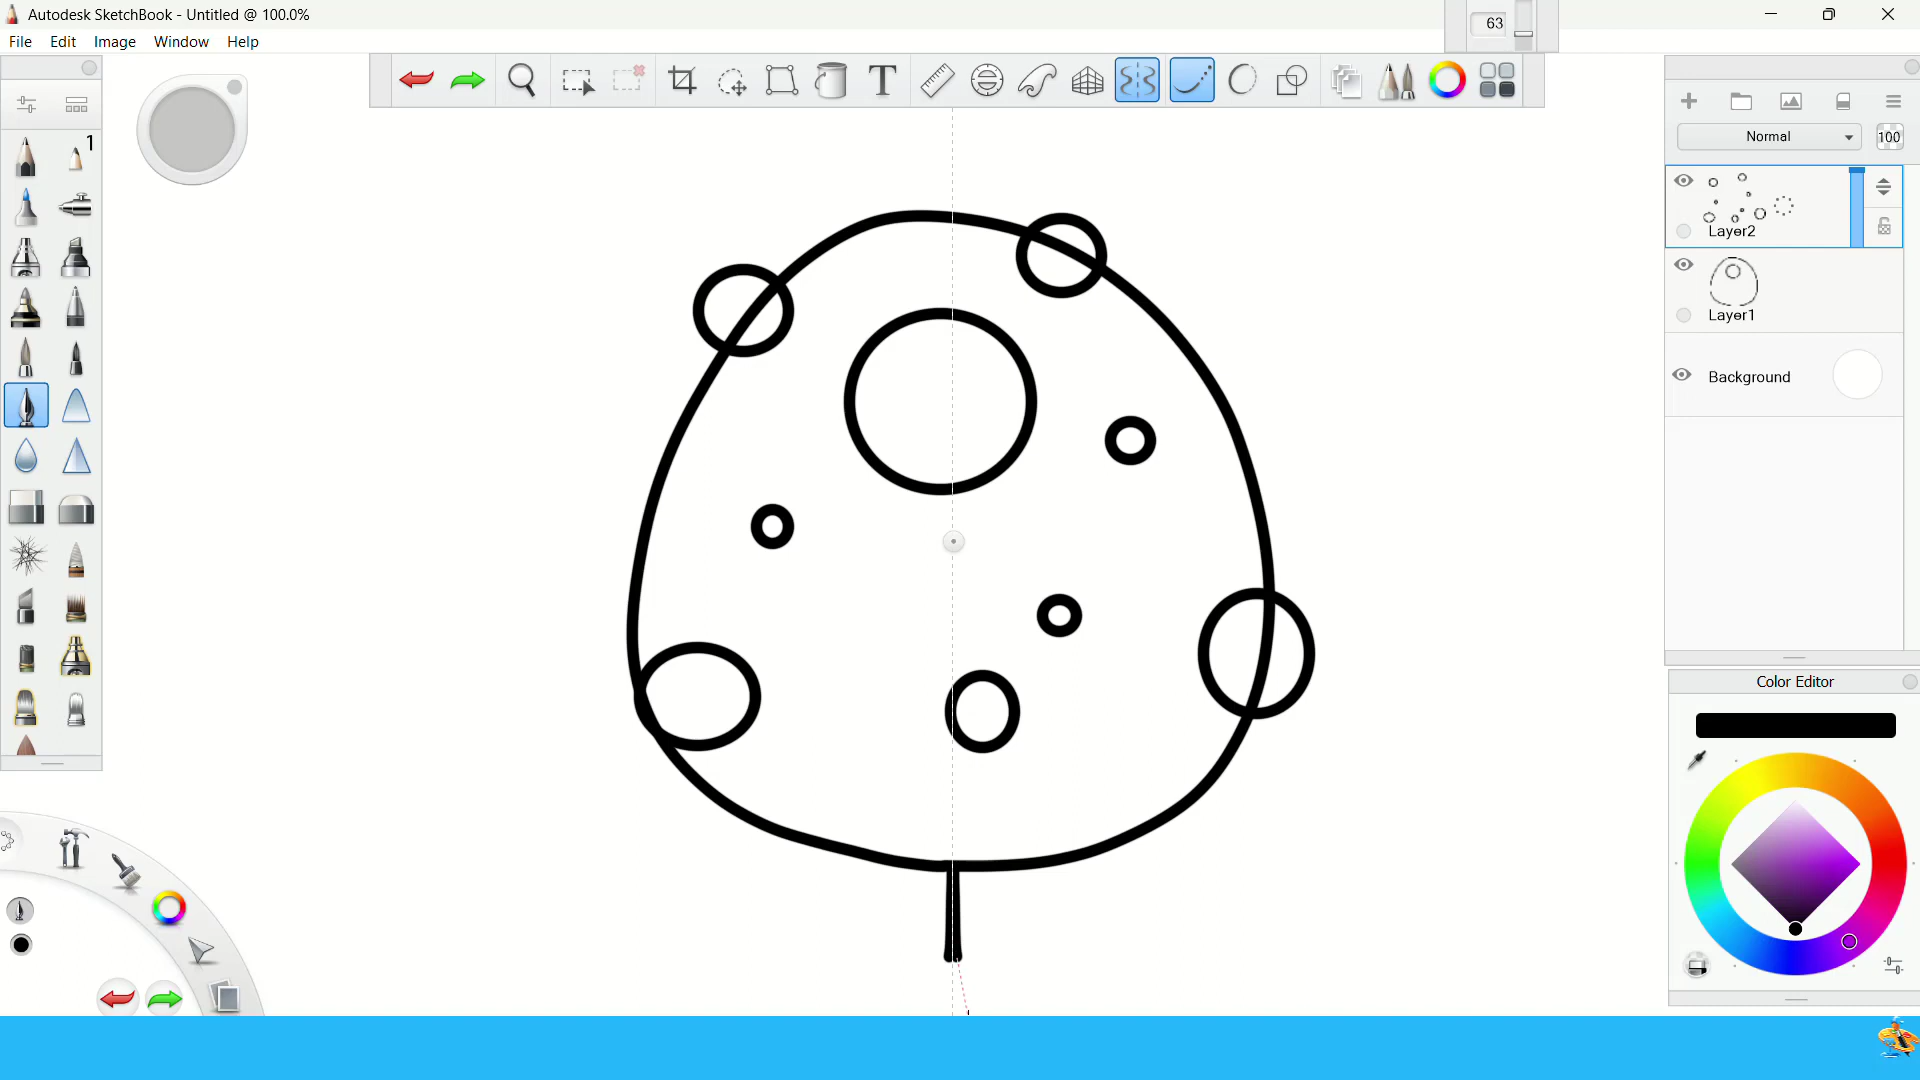 Autodesk SketchBook - Untitled @ 100.0%
63
File Edit Image Window Help
T
1
Normal 100
Layer2
Layer1
Background
Color Editor